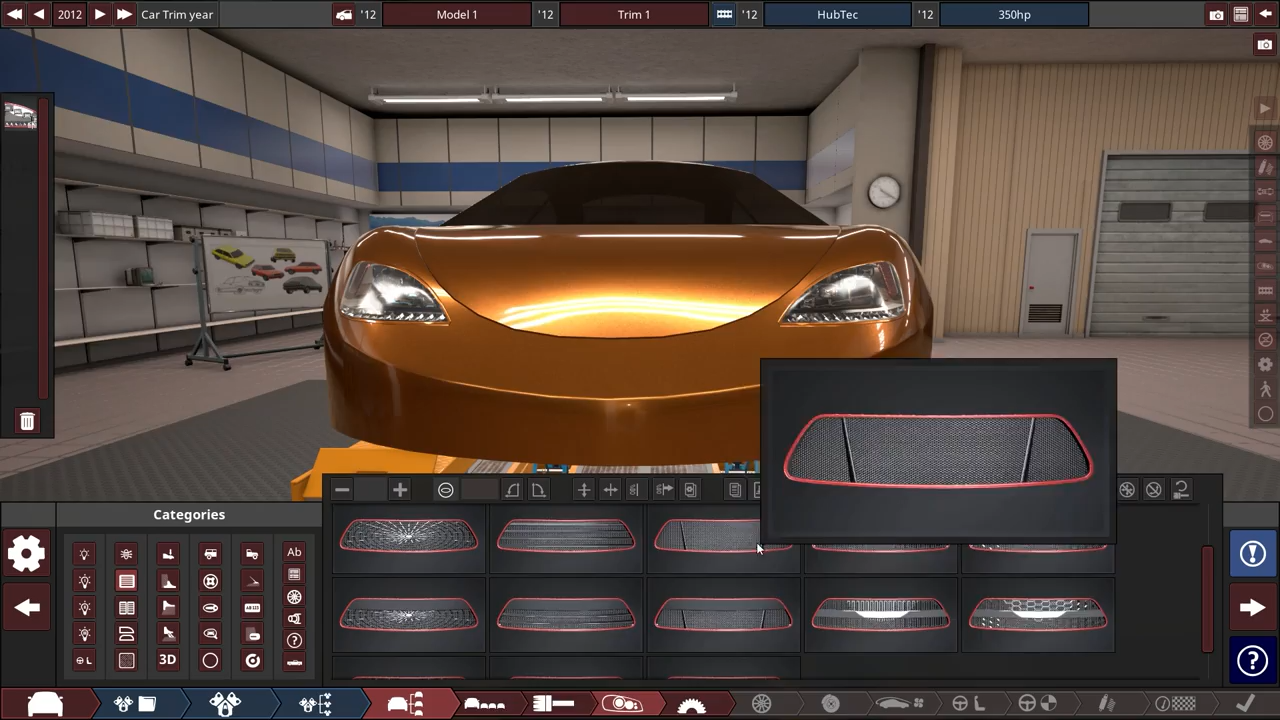 2012 Car Trim year '12 Model 1 '12 Trim 1 '12 HubTec '12 350hp
Categories
Ab
L 3D